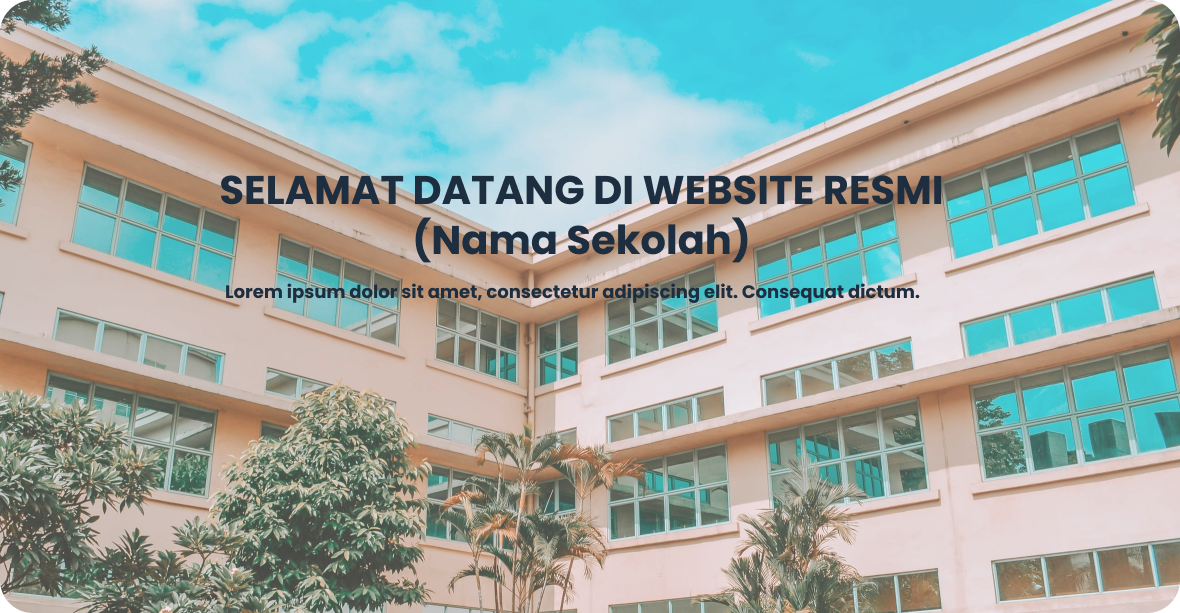 SELAMAT DATANG DI WEBSITE RESMI
(Nama Sekolah)
Lorem ipsum dolor sit amet, consectetur adipiscing elit. Consequat dictum.